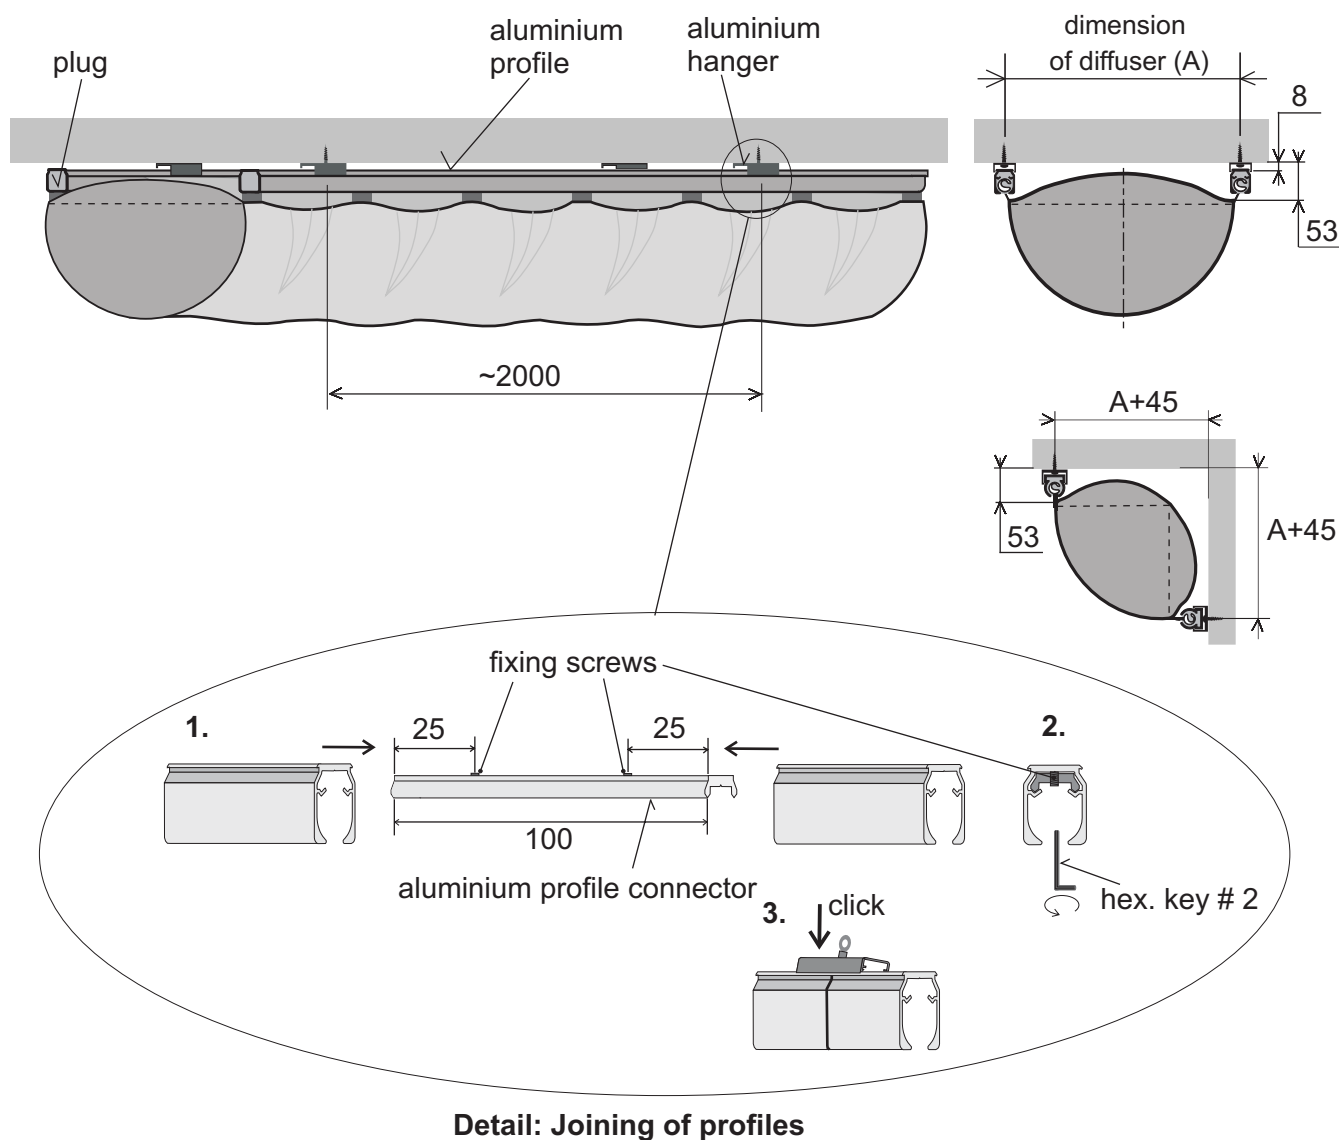 plug
aluminium
profile
aluminium
hanger
dimension
of diffuser (A)
8
53
~2000
A+45
53
A+45
fixing screws
1.
25
25
2.
100
aluminium profile connector
hex. key # 2
3.
click
Detail: Joining of profiles